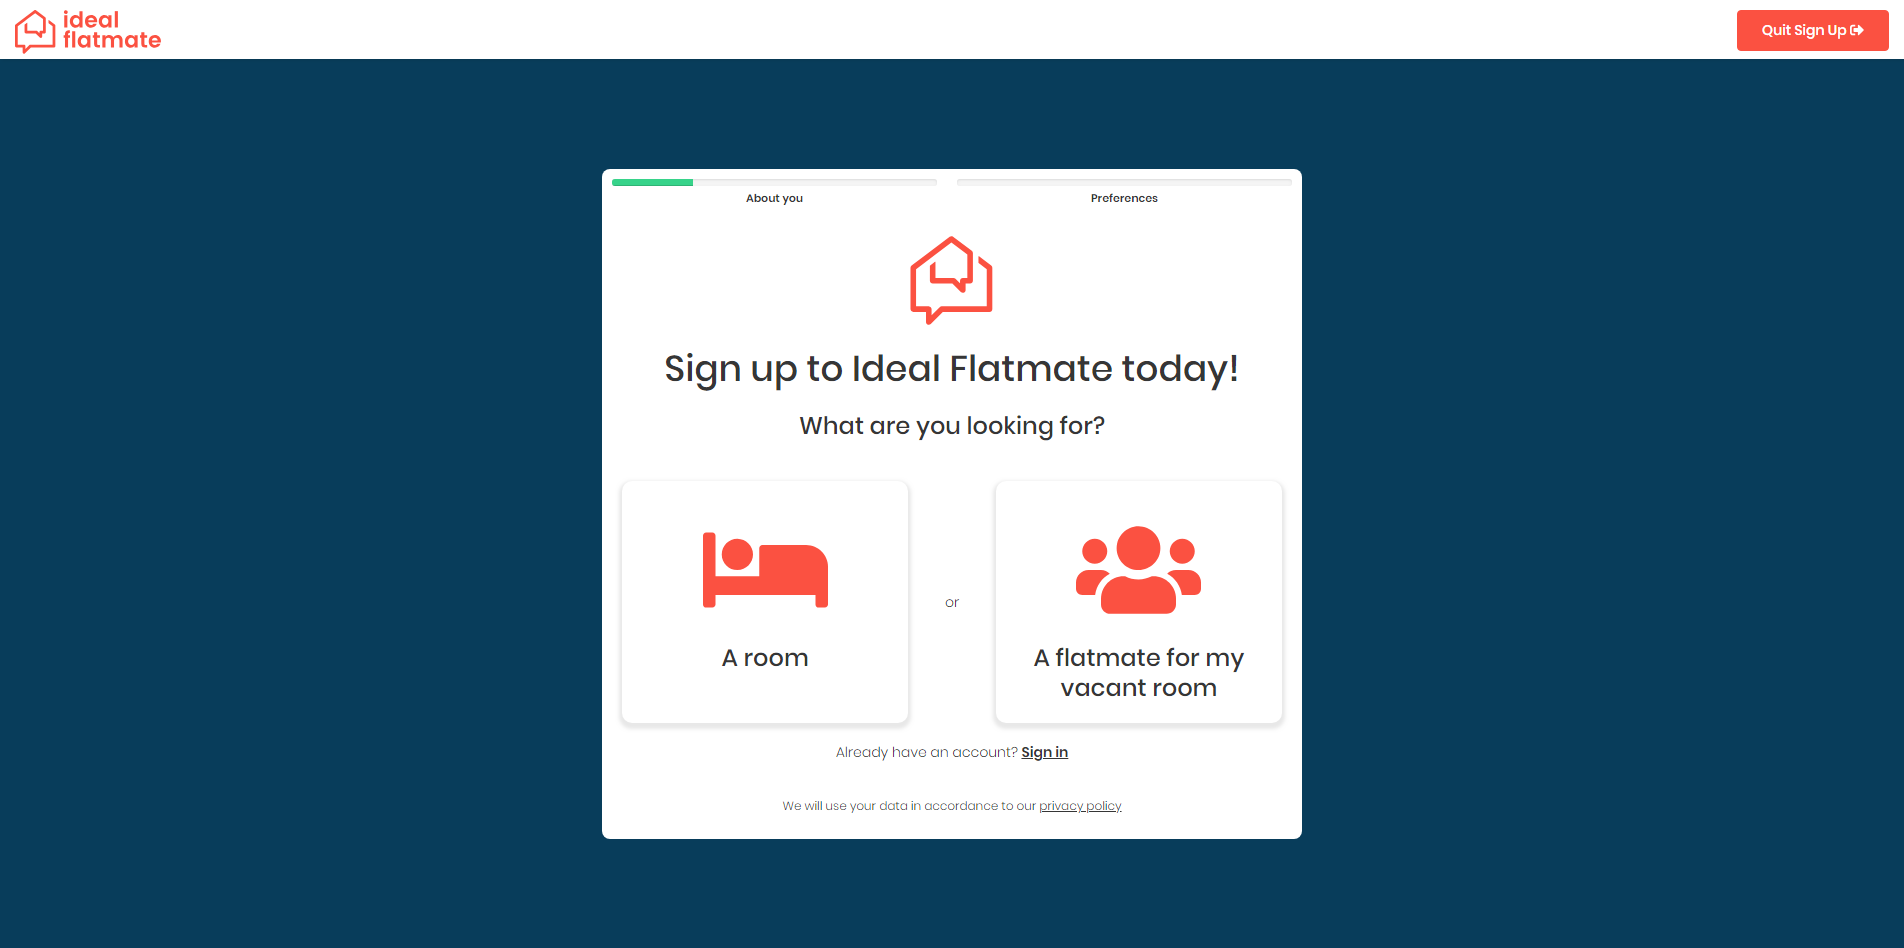 ideal
flatmate
Quit Sign Up
About you
Preferences
Sign up to Ideal Flatmate today!
What are you looking for?
A room
or
A flatmate for my
vacant room
Already have an account? Sign in
We will use your data in accordance to our privacy policy